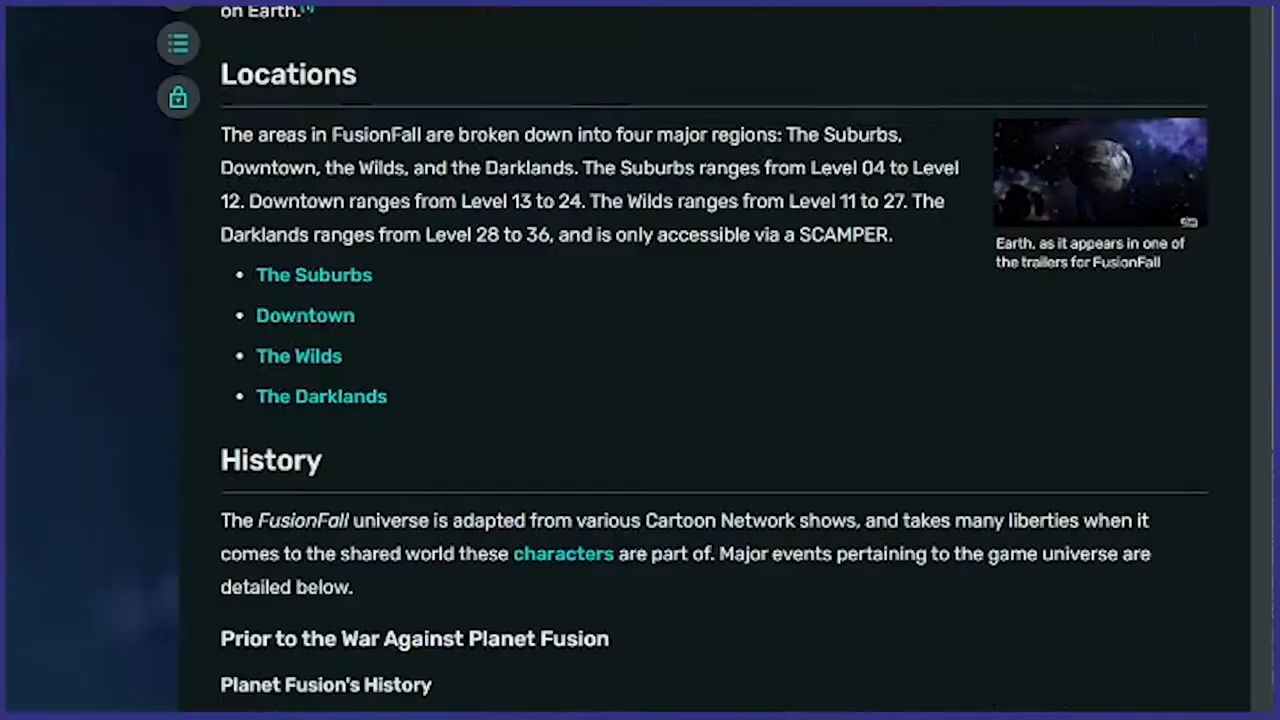 on Earth.
Locations
The areas in FusionFall are broken down into four major regions: The Suburbs,
Downtown, the Wilds, and the Darklands. The Suburbs ranges from Level 04 to Level
12. Downtown ranges from Level 13 to 24. The Wilds ranges from Level 11 to 27. The
Darklands ranges from Level 28 to 36, and is only accessible via a SCAMPER.
Earth, as it appears in one of
the trailers for FusionFall
• The Suburbs
• Downtown
• The Wilds
• The Darklands
History
The FusionFall universe is adapted from various Cartoon Network shows, and takes many liberties when it
comes to the shared world these characters are part of. Major events pertaining to the game universe are
detailed below.
Prior to the War Against Planet Fusion
Planet Fusion's History